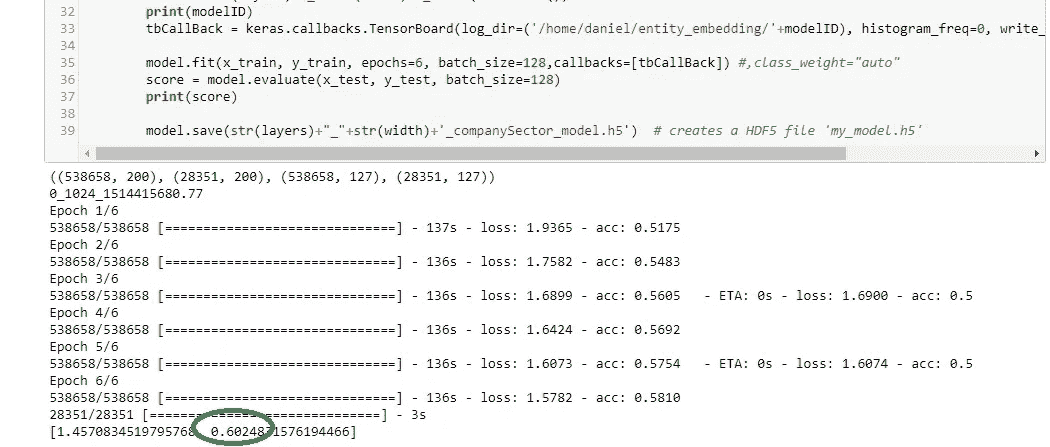 32 print(modelID)
33 tbCallBack = keras.callbacks.TensorBoard(log_dir=('/home/daniel/entity_embedding/'+modelID), histogram_freq=0, write_
34
35 model.fit(x_train, y_train, epochs=6, batch_size=128,callbacks=[tbCallBack]) #,class_weight="auto"
36 score = model.evaluate(x_test, y_test, batch_size=128)
37 print(score)
38
39 model.save(str(layers)+"_"+str(width)+'_companySector_model.h5') # creates a HDF5 file 'my_model.h5'
((538658, 200), (28351, 200), (538658, 127), (28351, 127))
0_1024_1514415680.77
Epoch 1/6
538658/538658 [==============================] - 137s - loss: 1.9365 - acc: 0.5175
Epoch 2/6
538658/538658 [==============================] - 136s - loss: 1.7582 - acc: 0.5483
Epoch 3/6
538658/538658 [==============================] - 136s - loss: 1.6899 - acc: 0.5605 - ETA: 0s - loss: 1.6900 - acc: 0.5
Epoch 4/6
538658/538658 [==============================] - 136s - loss: 1.6424 - acc: 0.5692
Epoch 5/6
538658/538658 [==============================] - 136s - loss: 1.6073 - acc: 0.5754 - ETA: 0s - loss: 1.6074 - acc: 0.5
Epoch 6/6
538658/538658 [==============================] - 136s - loss: 1.5782 - acc: 0.5810
28351/28351 [==============================] - 3s